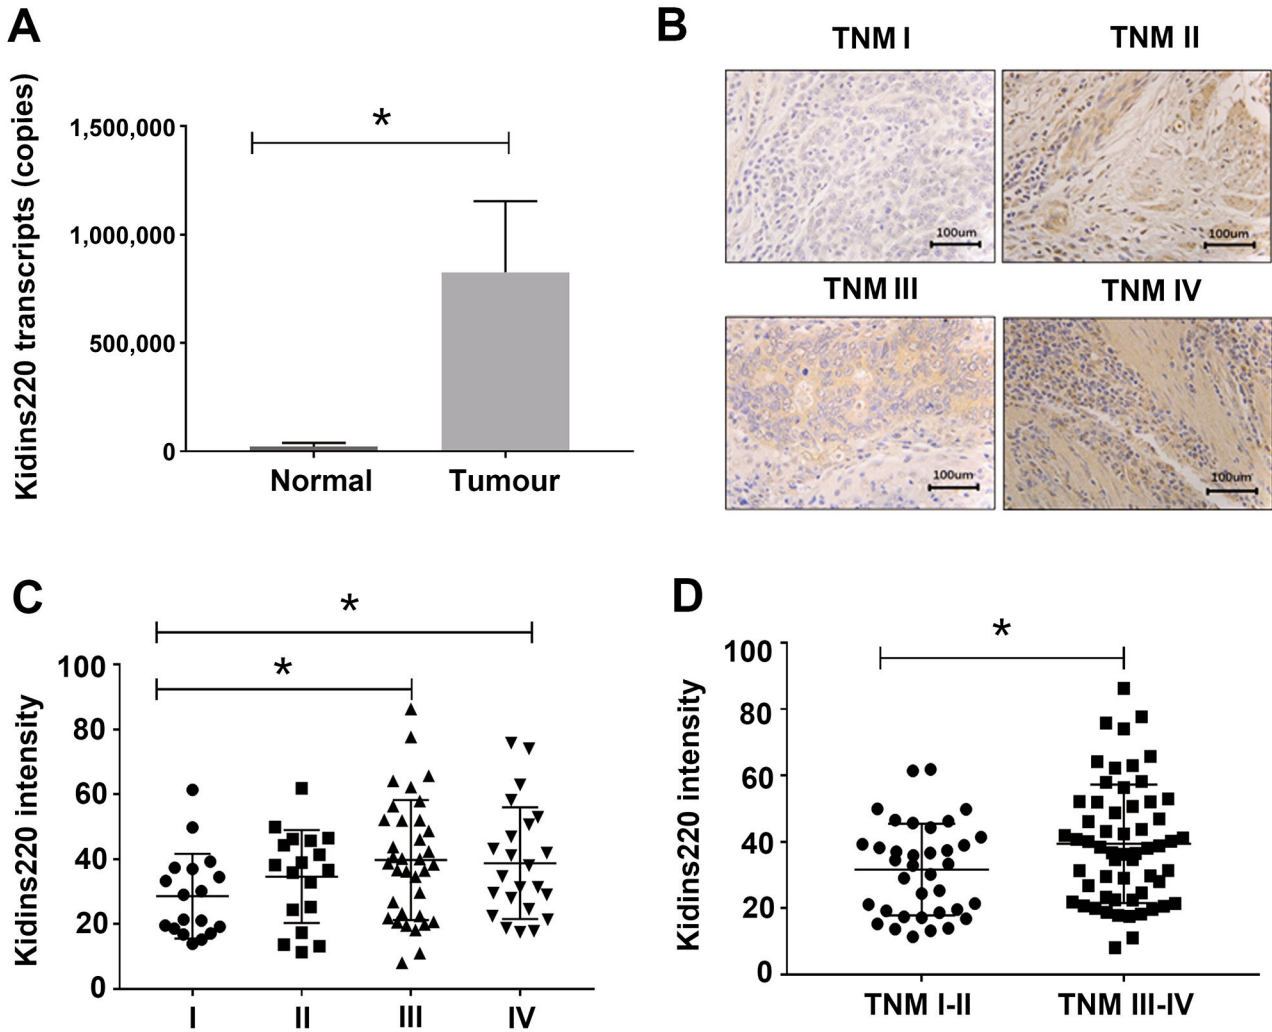 A
Kidins220 transcripts (copies)
1,500,000
1,000,000
500,000
0
*
Normal
Tumour
B
TNM I
TNM II
100um
100um
TNM III
TNM IV
100um
100um
C
Kidins220 intensity
100
80
60
40
20
0
*
*
I
II
III
IV
D
Kidins220 intensity
100
80
60
40
20
0
*
TNM I-II
TNM III-IV